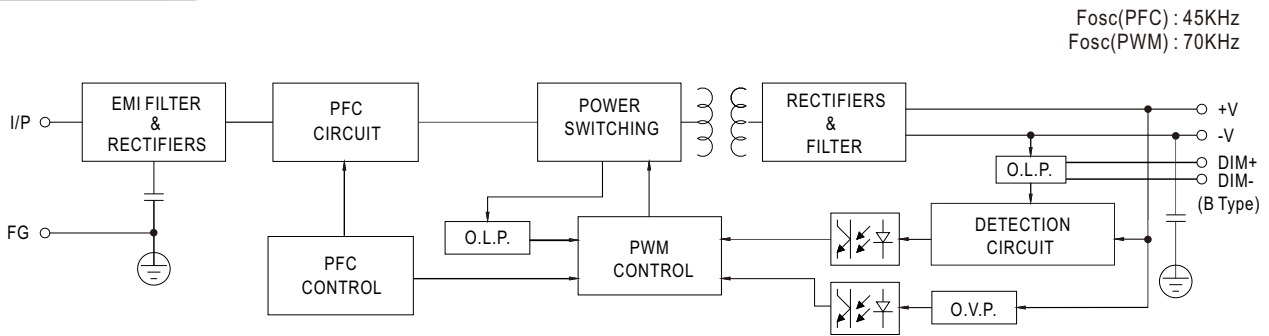 Fosc(PFC) : 45KHz
Fosc(PWM) : 70KHz
I/P
EMI FILTER
&
RECTIFIERS
PFC
CIRCUIT
POWER
SWITCHING
RECTIFIERS
&
FILTER
+V
-V
DIM+
DIM-
(B Type)
O.L.P.
FG
O.L.P.
PFC
CONTROL
PWM
CONTROL
DETECTION
CIRCUIT
O.V.P.